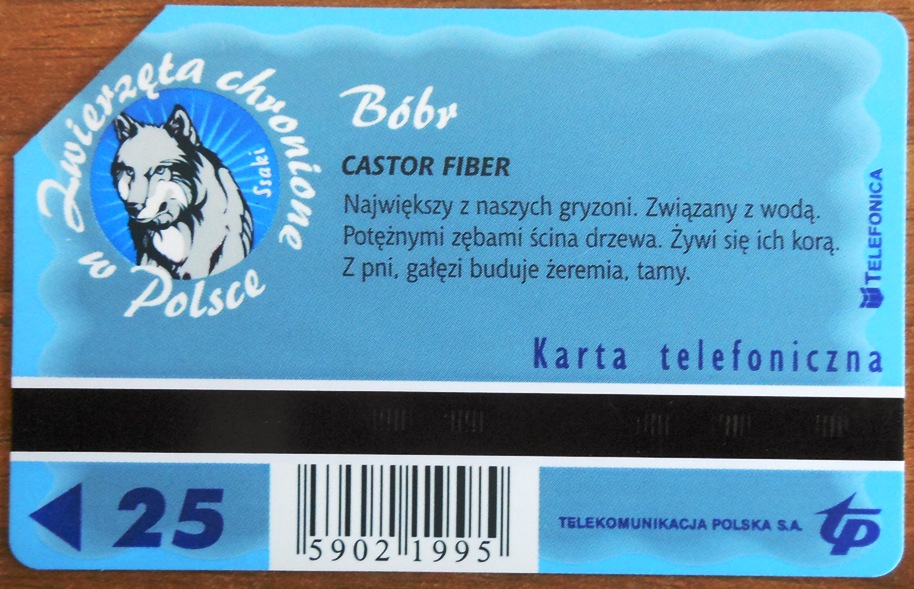 Zwierzęta chronione
w Polsce
Ssaki
Bóbr
CASTOR FIBER
Największy z naszych gryzoni. Związany z wodą.
Potężnymi zębami ścina drzewa. Żywi się ich korą.
Z pni, gałęzi buduje żeremia, tamy.
TELEFONICA
Karta telefoniczna
25
5902 1995
TELEKOMUNIKACJA POLSKA S.A.
tp